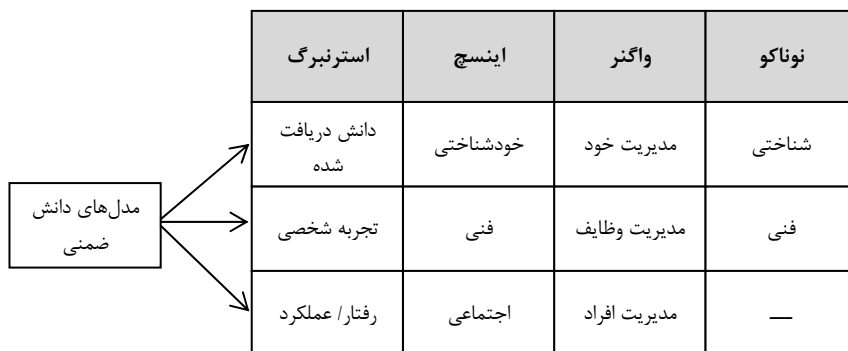 نوناکو واگنر اینسچ استرنبرگ
شناختی مدیریت خود خودشناختی دانش دریافت
شده
فنی مدیریت وظایف فنی تجربه شخصی
— مدیریت افراد اجتماعی رفتار/ عملکرد
مدل‌های دانش
ضمنی